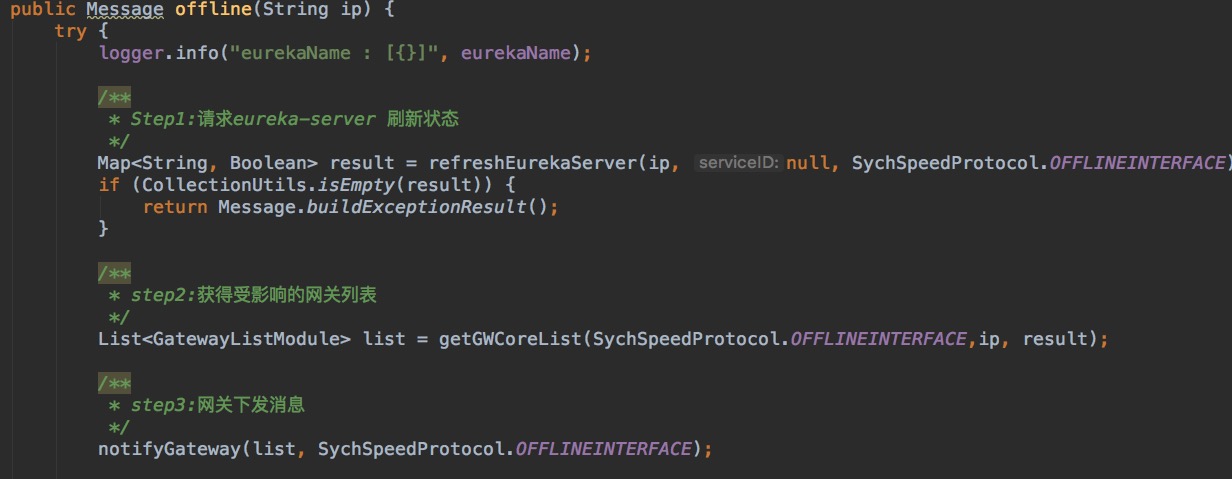 public Message offline(String ip) {
try {
logger.info("eurekaName : [{}]", eurekaName);
/**
* Step1:请求eureka-server 刷新状态
*/
Map<String, Boolean> result = refreshEurekaServer(ip, serviceID: null, SychSpeedProtocol.OFFLINEINTERFACE)
if (CollectionUtils.isEmpty(result)) {
return Message.buildExceptionResult();
}
/**
* step2:获得受影响的网关列表
*/
List<GatewayListModule> list = getGWCoreList(SychSpeedProtocol.OFFLINEINTERFACE,ip, result);
/**
* step3:网关下发消息
*/
notifyGateway(list, SychSpeedProtocol.OFFLINEINTERFACE);